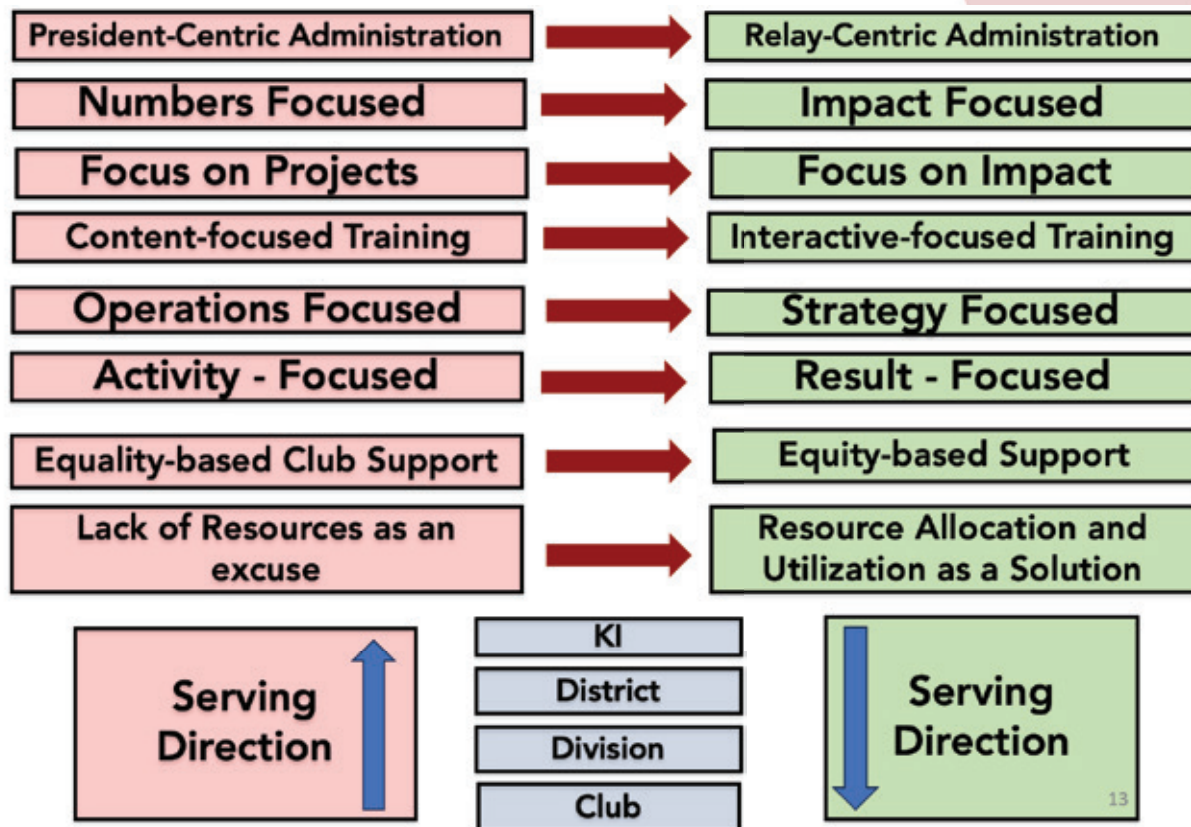 President-Centric Administration
Relay-Centric Administration
Numbers Focused
Impact Focused
Focus on Projects
Focus on Impact
Content-focused Training
Interactive-focused Training
Operations Focused
Strategy Focused
Activity - Focused
Result - Focused
Equality-based Club Support
Equity-based Support
Lack of Resources as an
excuse
Resource Allocation and
Utilization as a Solution
Serving
Direction
KI
District
Division
Club
Serving
Direction
13